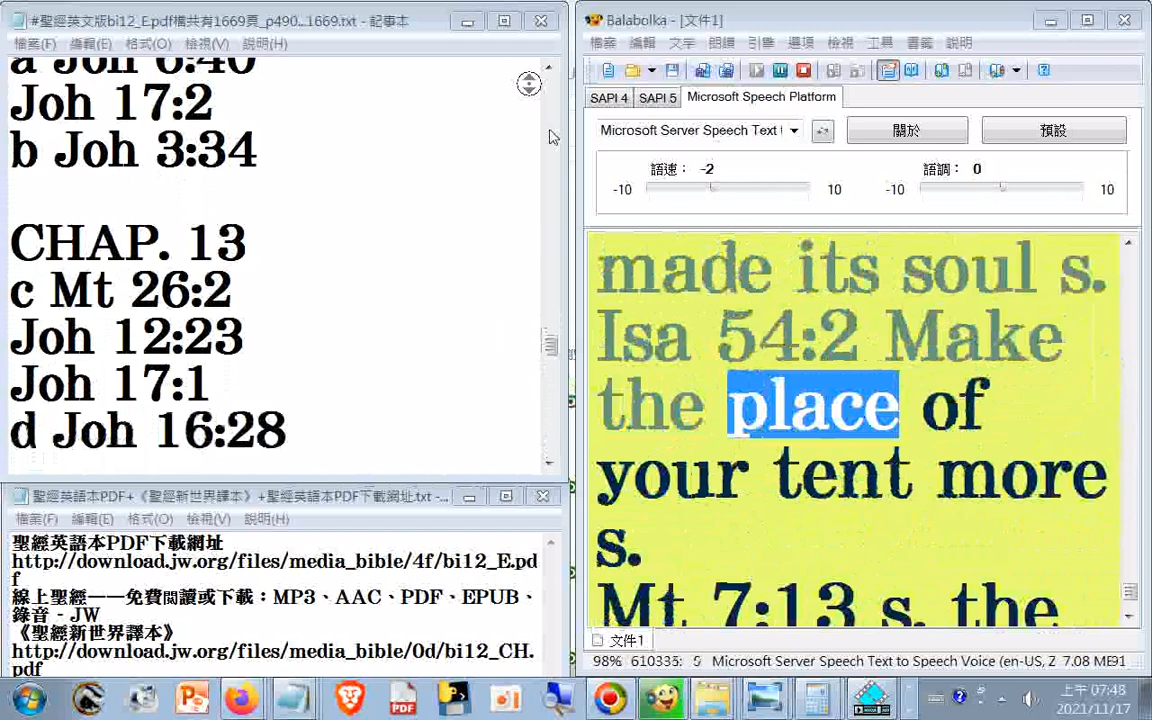 #聖經英文版bi12_E.pdf檔共有1669頁_p490...1669.txt - 記事本
檔案(F) 編輯(E) 格式(O) 檢視(V) 說明(H)
a Joh 6:40
Joh 17:2
b Joh 3:34
CHAP. 13
c Mt 26:2
Joh 12:23
Joh 17:1
d Joh 16:28
聖經英語本PDF+《聖經新世界譯本》+聖經英語本PDF下載網址.txt -...
檔案(F) 編輯(E) 格式(O) 檢視(V) 說明(H)
聖經英語本PDF下載網址
http://download.jw.org/files/media_bible/4f/bi12_E.pd
f
線上聖經——免費閱讀或下載：MP3、AAC、PDF、EPUB、
錄音 - JW
《聖經新世界譯本》
http://download.jw.org/files/media_bible/0d/bi12_CH.
pdf
Balabolka - [文件1]
檔案 編輯 文字 朗讀 引擎 選項 檢視 工具 書籤 說明
SAPI 4 SAPI 5 Microsoft Speech Platform
Microsoft Server Speech Text 關於 預設
語速： -2 語調： 0
-10 10 -10 10
made its soul s.
Isa 54:2 Make
the place of
your tent more
s.
Mt 7:13 s. the
文件1
98% 610335: 5 Microsoft Server Speech Text to Speech Voice (en-US, Z 7.08 ME91
上午 07:48
2021/11/17